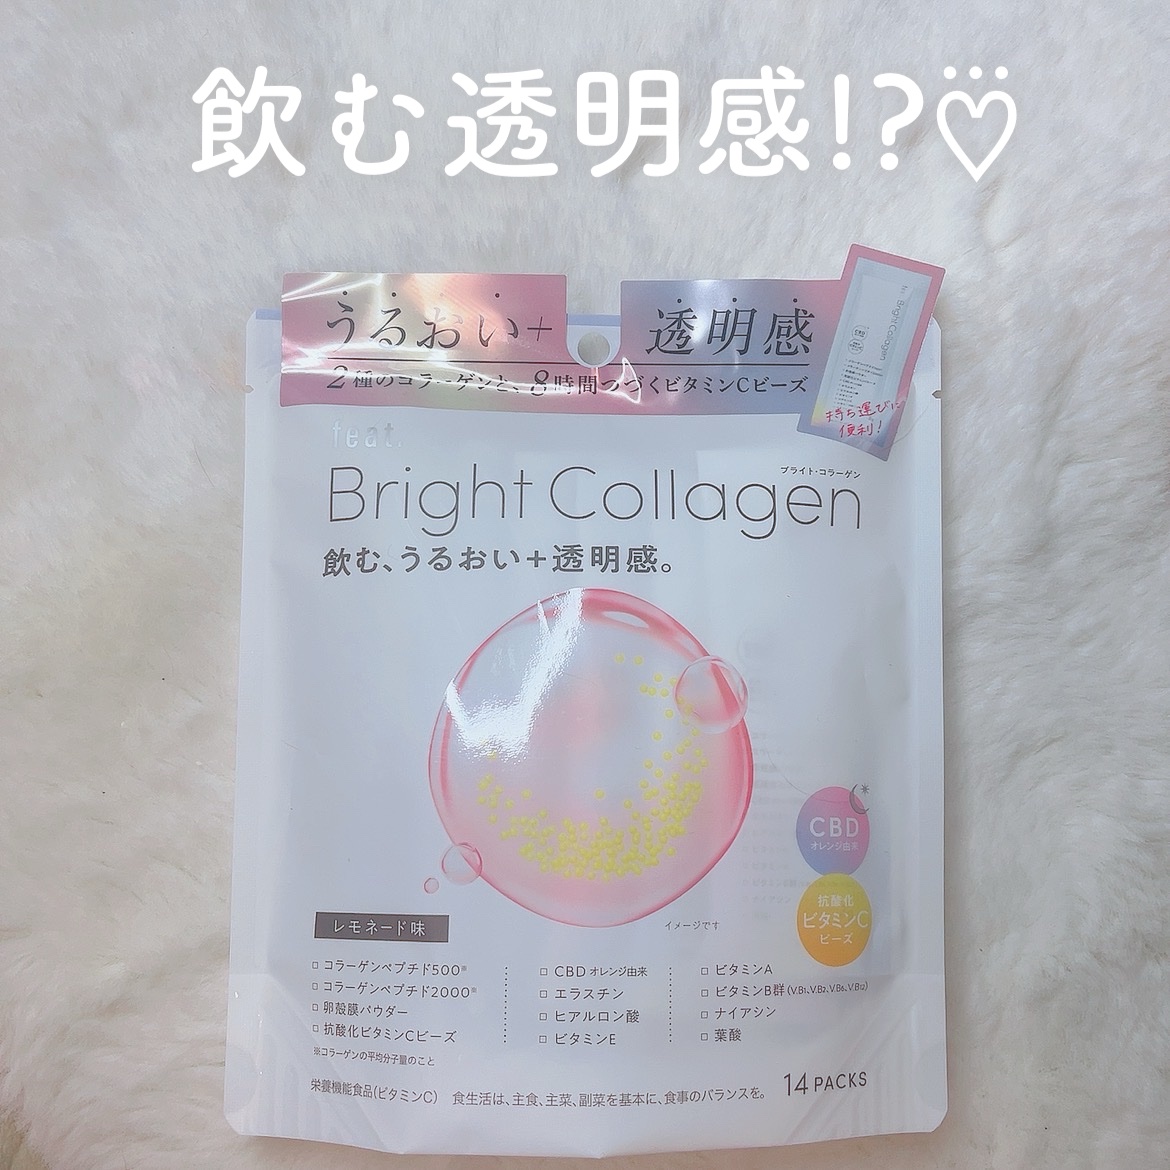 飲む透明感!?♡
うるおい+ 透明感
2種のコラーゲンと、8時間つづくビタミンCビーズ
Bright Collagen
持ち運びに
便利!
feat.
ブライト・コラーゲン
Bright Collagen
飲む、うるおい+透明感。
CBD
オレンジ由来
抗酸化
ビタミンC
ビーズ
イメージです
レモネード味
□ コラーゲンペプチド500※
□ コラーゲンペプチド2000※
□ 卵殻膜パウダー
□ 抗酸化ビタミンCビーズ
※コラーゲンの平均分子量のこと
□ CBD オレンジ由来
□ エラスチン
□ ヒアルロン酸
□ ビタミンE
□ ビタミンA
□ ビタミンB群(V.B1、V.B2、V.B6、V.B12)
□ ナイアシン
□ 葉酸
栄養機能食品(ビタミンC) 食生活は、主食、主菜、副菜を基本に、食事のバランスを。
14 PACKS